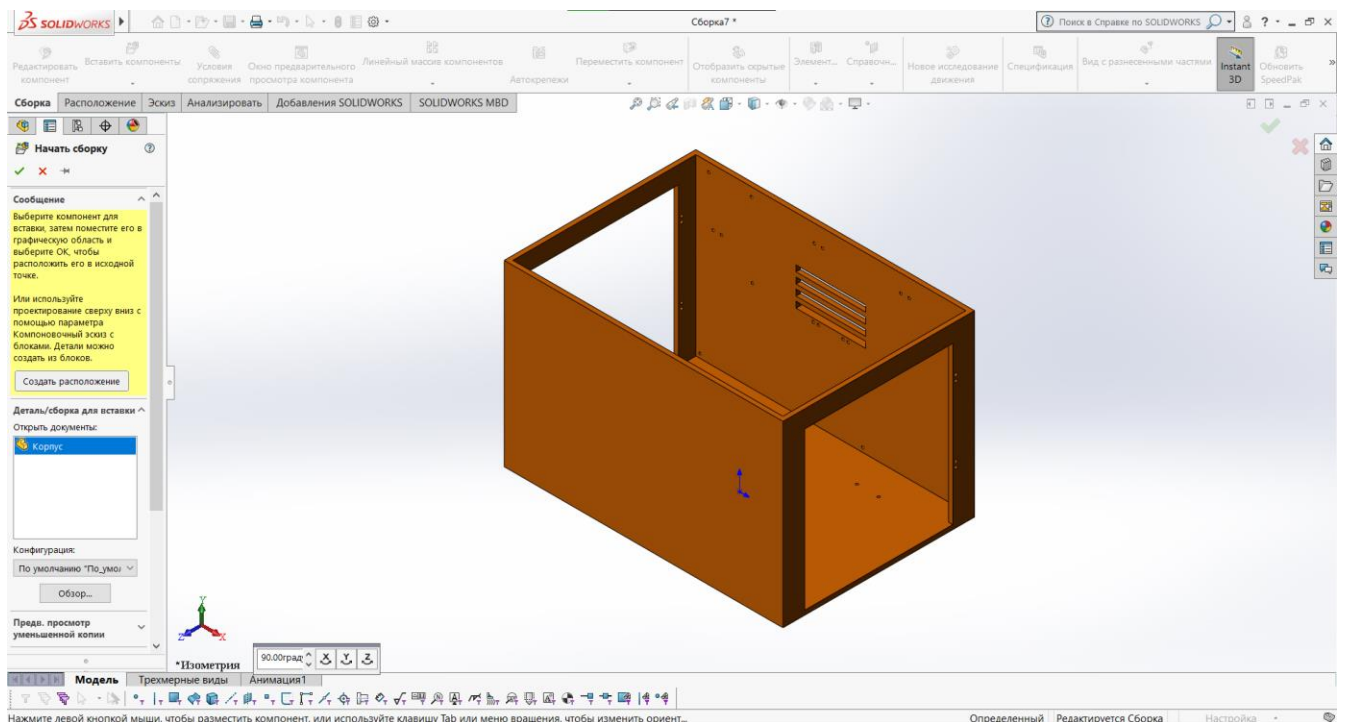 SOLIDWORKS
Сборка7 *
Поиск в Справке по SOLIDWORKS
Редактировать компонент
Вставить компоненты
Условия сопряжения
Окно предварительного просмотра компонента
Линейный массив компонентов
Автокрепежи
Переместить компонент
Отобразить скрытые компоненты
Элемент...
Справочн...
Новое исследование движения
Спецификация
Вид с разнесенными частями
Instant 3D
Обновить SpeedPak
Сборка Расположение Эскиз Анализировать Добавления SOLIDWORKS SOLIDWORKS MBD
Начать сборку
Сообщение
Выберите компонент для
вставки, затем поместите его в
графическую область и
выберите ОК, чтобы
расположить его в исходной
точке.
Или используйте
проектирование сверху вниз с
помощью параметра
Компоновочный эскиз с
блоками. Детали можно
создать из блоков.
Создать расположение
Деталь/сборка для вставки
Открыть документы:
Корпус
Конфигурация:
По умолчанию "По_умол
Обзор...
Предв. просмотр
уменьшенной копии
Y
Z X
*Изометрия
90.00град X Y Z
Модель Трехмерные виды Анимация1
Нажмите левой кнопкой мыши, чтобы разместить компонент, или используйте клавишу Tab или меню вращения, чтобы изменить ориент...
Определенный Редактируется Сборка Настройка